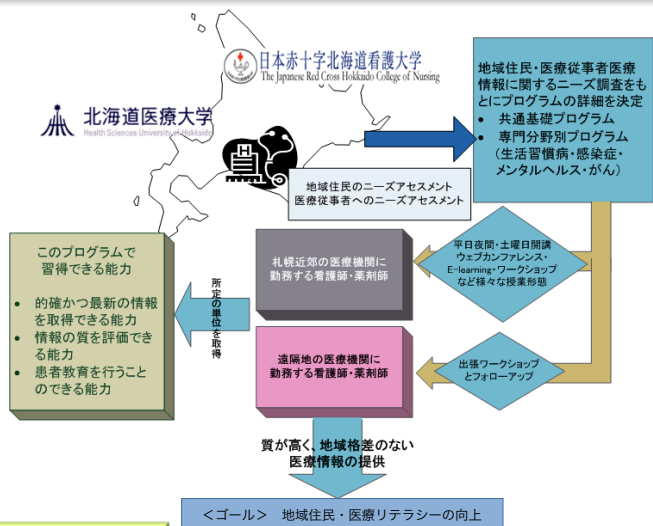 日本赤十字北海道看護大学
The Japanese Red Cross Hokkaido College of Nursing
北海道医療大学
Health Sciences University of Hokkaido
地域住民・医療従事者医療
情報に関するニーズ調査をも
とにプログラムの詳細を決定
• 共通基礎プログラム
• 専門分野別プログラム
（生活習慣病・感染症・
メンタルヘルス・がん）
地域住民のニーズアセスメント
医療従事者へのニーズアセスメント
平日夜間・土曜日開講
ウェブカンファレンス・
E-learning・ワークショップ
など様々な授業形態
札幌近郊の医療機関に
勤務する看護師・薬剤師
このプログラムで
習得できる能力
• 的確かつ最新の情報
を取得できる能力
• 情報の質を評価でき
る能力
• 患者教育を行うこと
のできる能力
所定の単位を取得
遠隔地の医療機関に
勤務する看護師・薬剤師
出張ワークショップ
とフォローアップ
質が高く、地域格差のない
医療情報の提供
＜ゴール＞　地域住民・医療リテラシーの向上